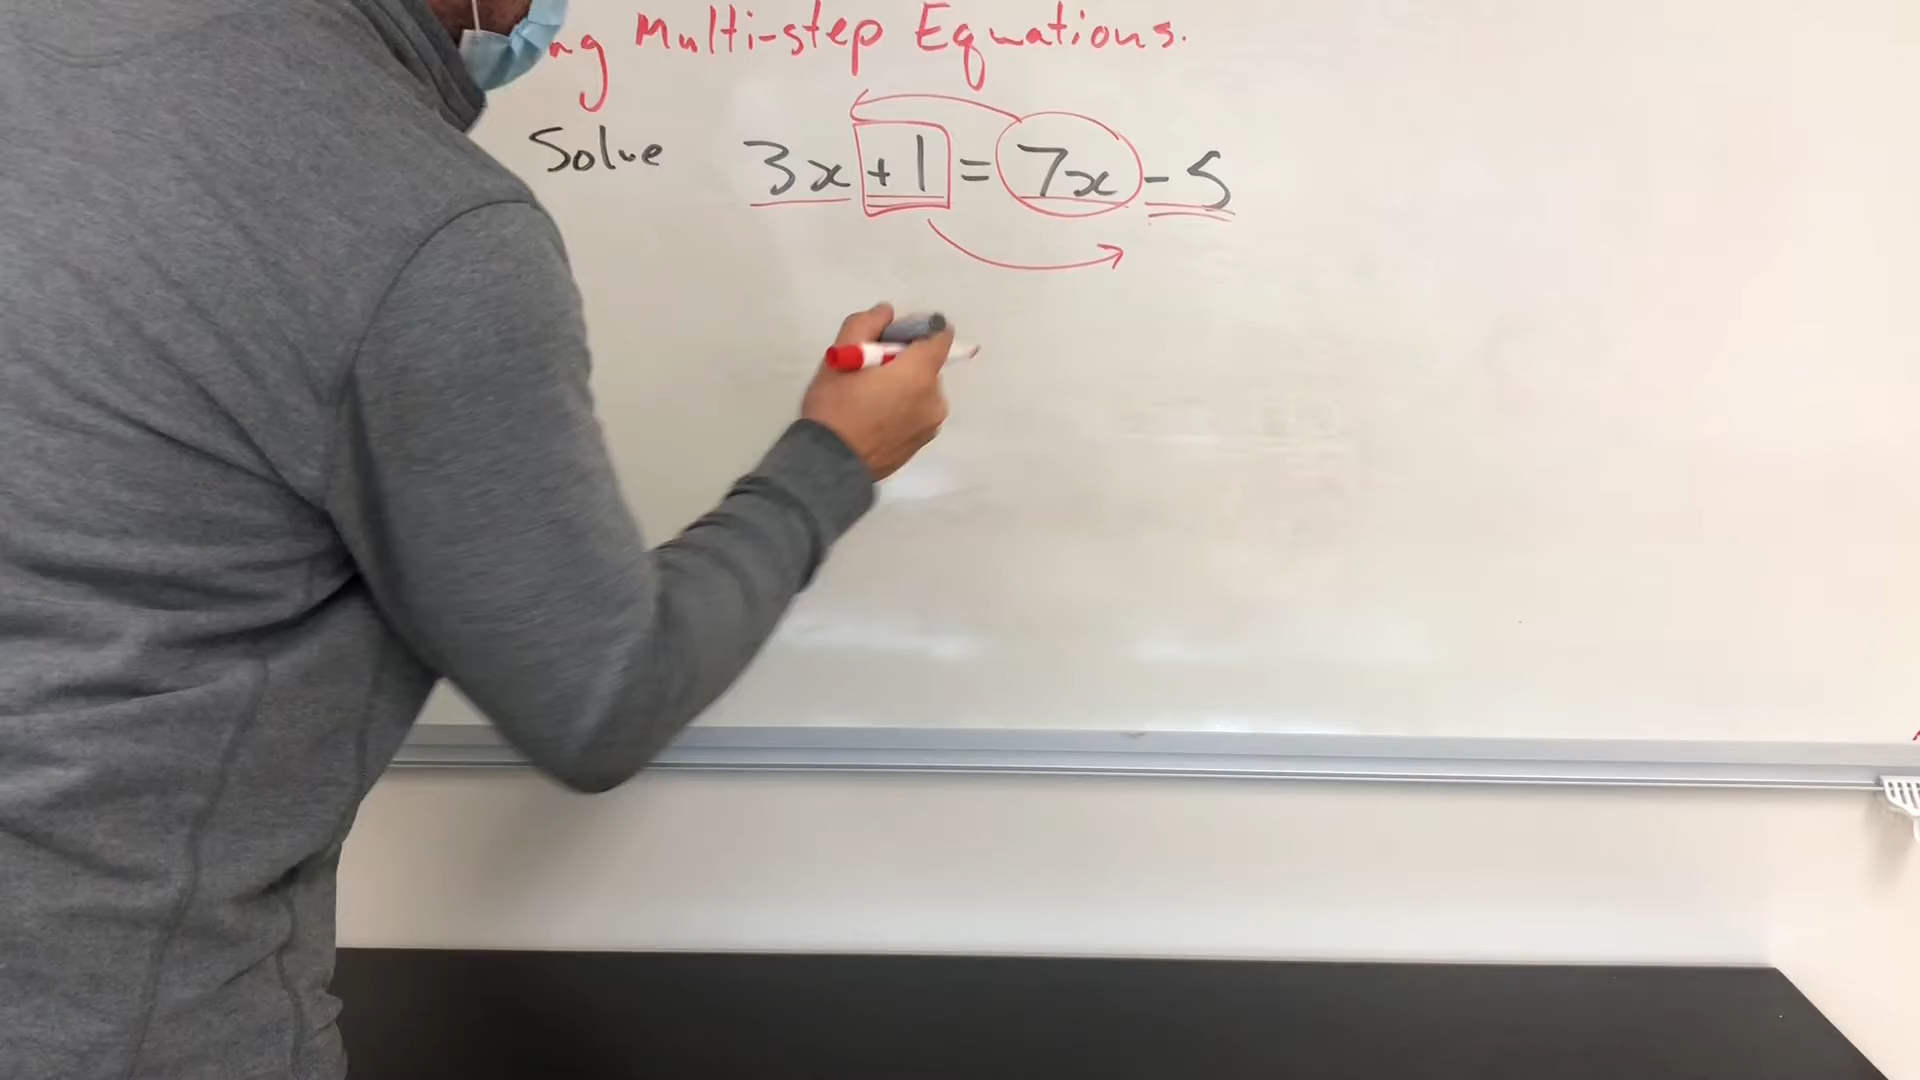 Multi-step Equations.
Solve 3x + 1 = 7x - 5